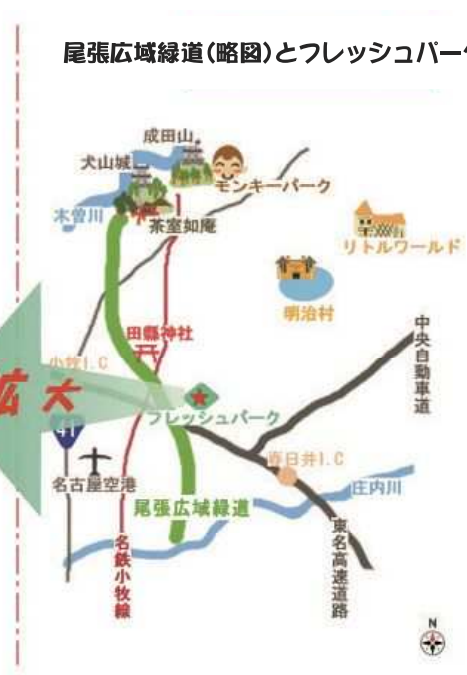 尾張広域緑道(略図)とフレッシュパーク
成田山
犬山城
モンキーパーク
木曽川
茶室如庵
リトルワールド
明治村
中央自動車道
田縣神社
小牧I.C
拡大
フレッシュパーク
41
春日井I.C
名古屋空港
庄内川
尾張広域緑道
名鉄小牧線
東名高速道路
N